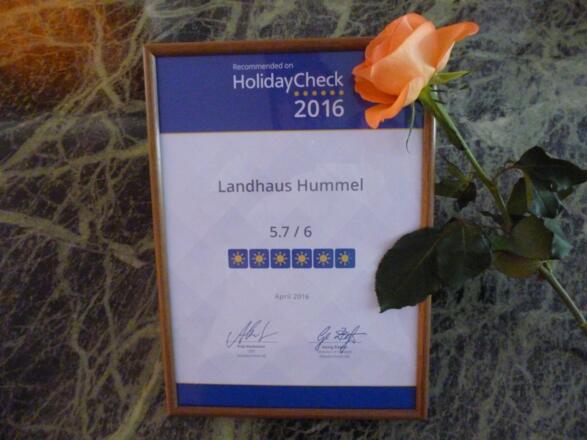 Recommended on
HolidayCheck
2016
Landhaus Hummel
5.7 / 6
April 2016